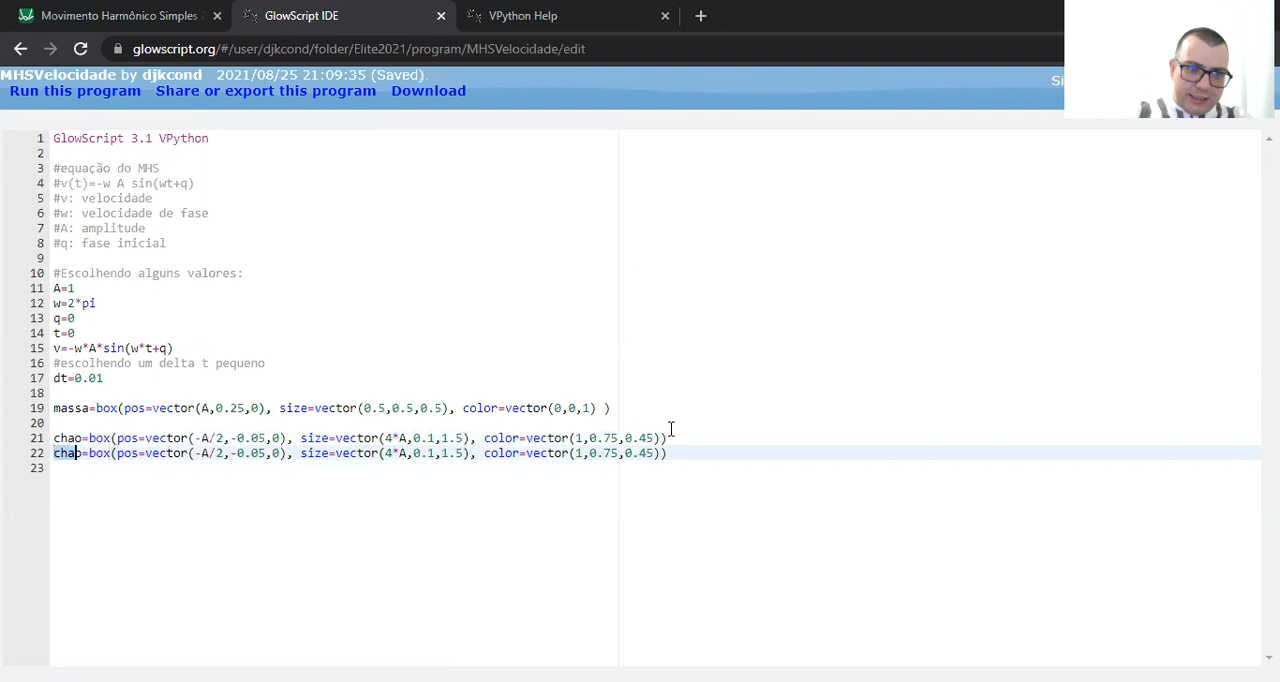 Movimento Harmônico Simples 2
GlowScript IDE
VPython Help
glowscript.org/#/user/djkcond/folder/Elite2021/program/MHSVelocidade/edit
MHSVelocidade by djkcond 2021/08/25 21:09:35 (Saved).
Si
Run this program Share or export this program Download
1 GlowScript 3.1 VPython
2
3 #equação do MHS
4 #v(t)=-w A sin(wt+q)
5 #v: velocidade
6 #w: velocidade de fase
7 #A: amplitude
8 #q: fase inicial
9
10 #Escolhendo alguns valores:
11 A=1
12 w=2*pi
13 q=0
14 t=0
15 v=-w*A*sin(w*t+q)
16 #escolhendo um delta t pequeno
17 dt=0.01
18
19 massa=box(pos=vector(A,0.25,0), size=vector(0.5,0.5,0.5), color=vector(0,0,1) )
20
21 chao=box(pos=vector(-A/2,-0.05,0), size=vector(4*A,0.1,1.5), color=vector(1,0.75,0.45))
22 chao=box(pos=vector(-A/2,-0.05,0), size=vector(4*A,0.1,1.5), color=vector(1,0.75,0.45))
23